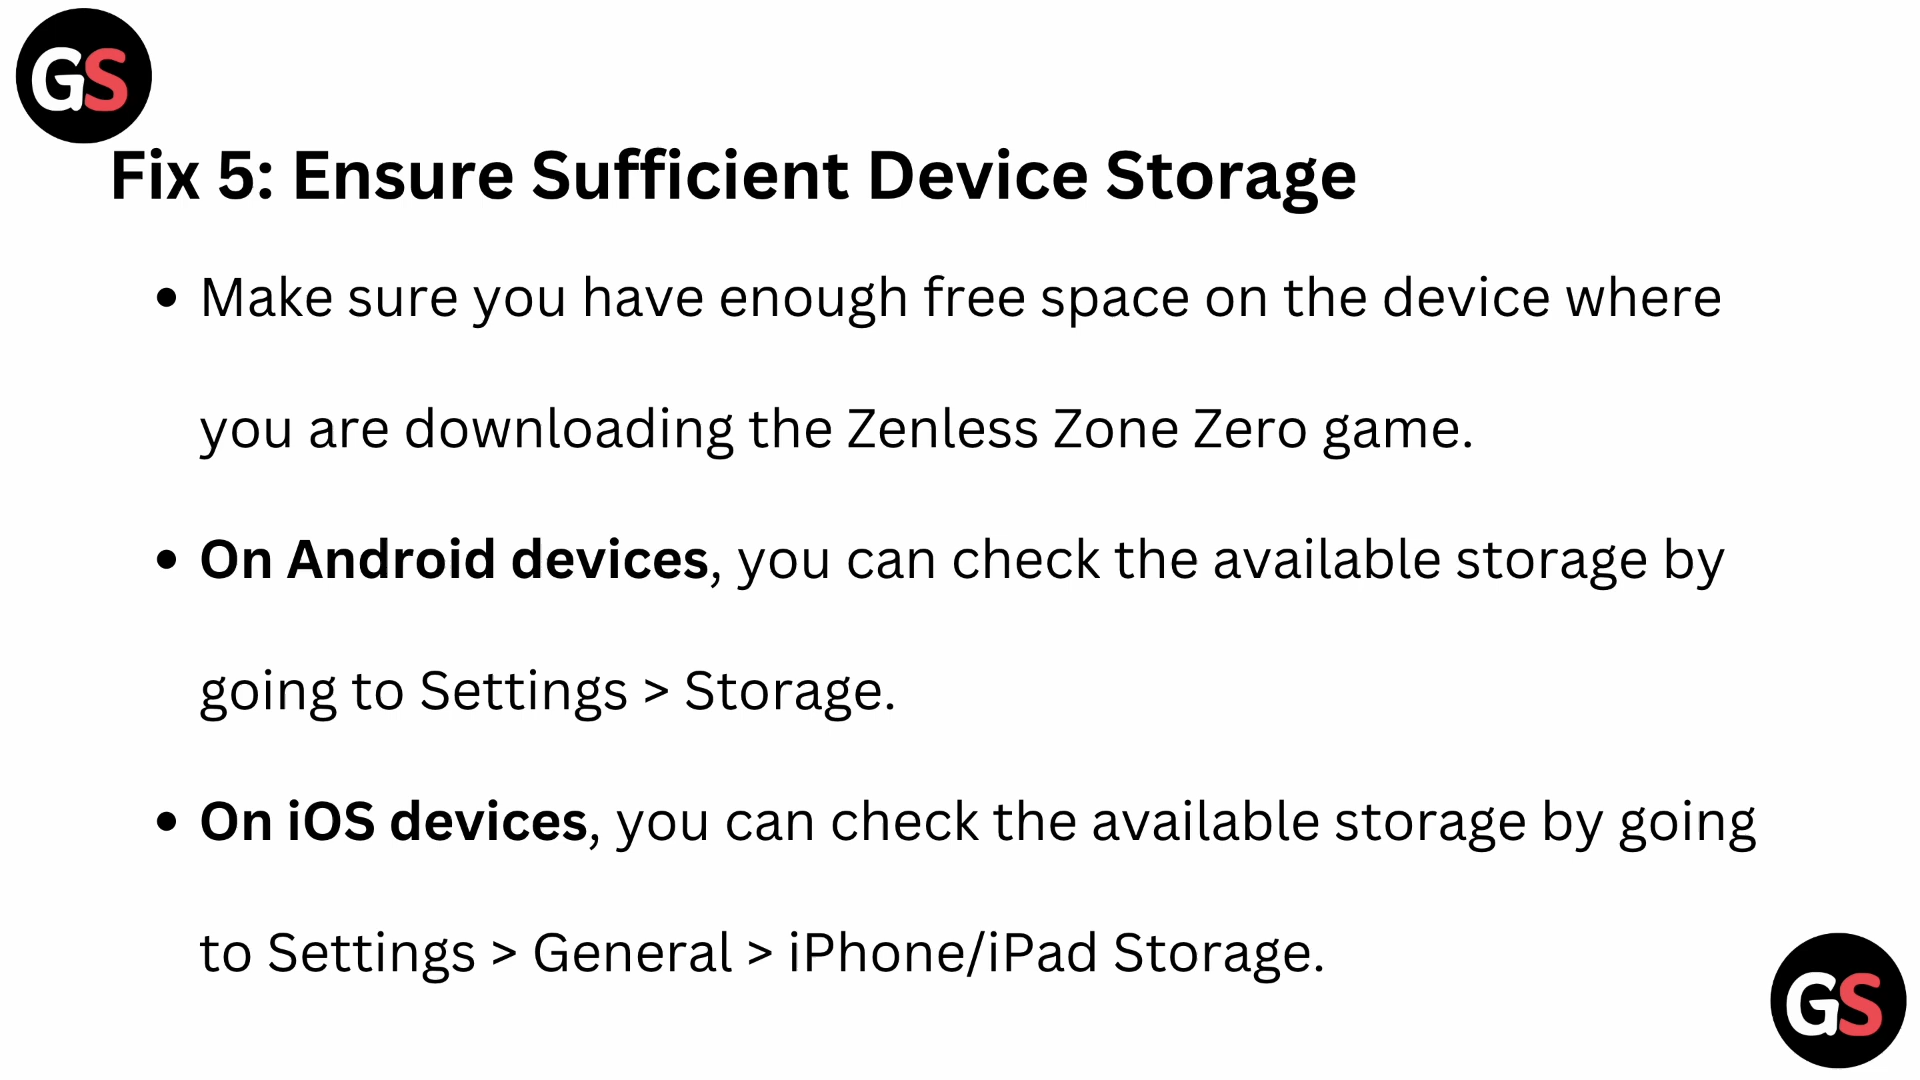 GS
Fix 5: Ensure Sufficient Device Storage
• Make sure you have enough free space on the device where
you are downloading the Zenless Zone Zero game.
• On Android devices, you can check the available storage by
going to Settings > Storage.
• On iOS devices, you can check the available storage by going
to Settings > General > iPhone/iPad Storage.
GS